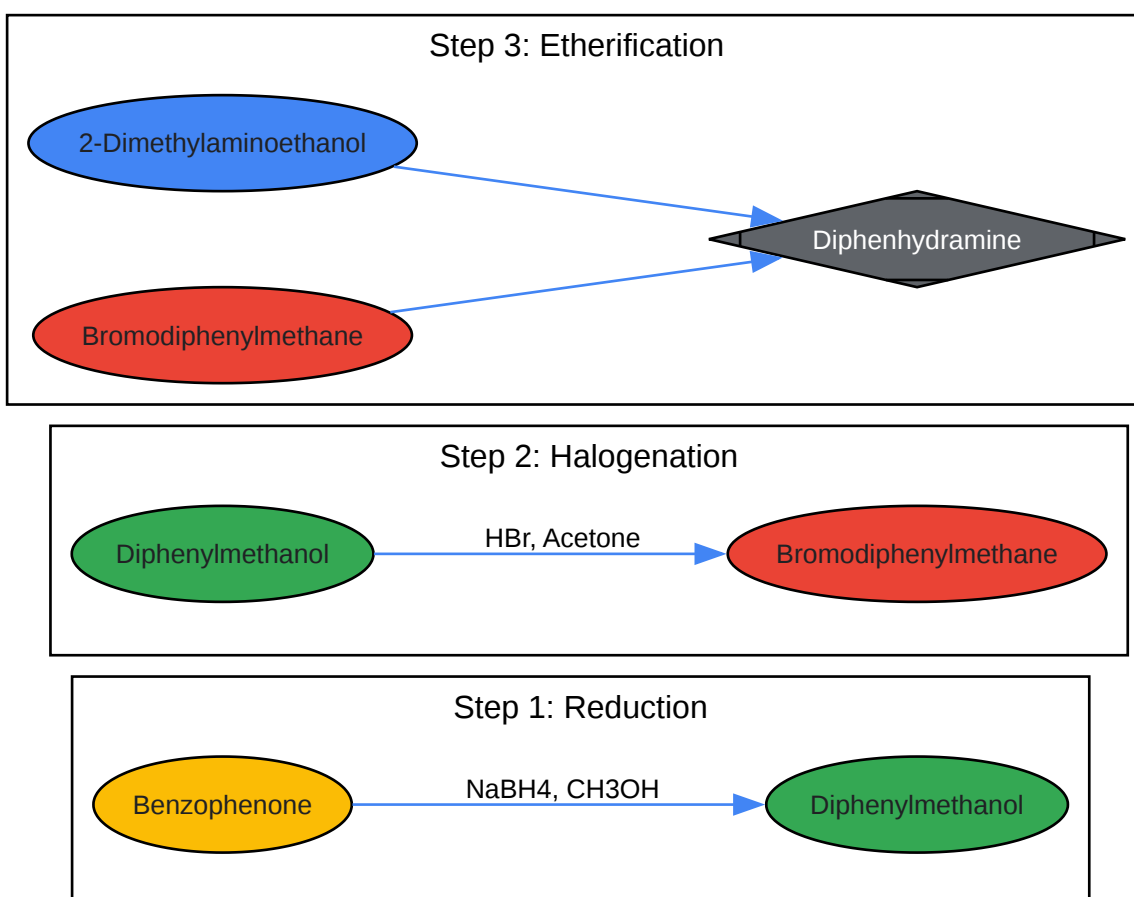 Step 3: Etherification
2-Dimethylaminoethanol
Diphenhydramine
Bromodiphenylmethane
Step 2: Halogenation
Diphenylmethanol
HBr, Acetone
Bromodiphenylmethane
Step 1: Reduction
Benzophenone
NaBH4, CH3OH
Diphenylmethanol